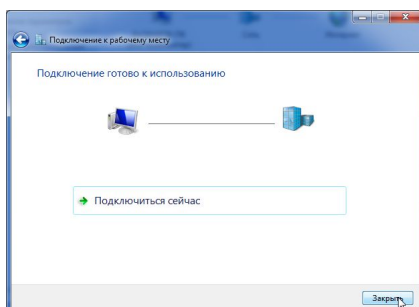 Подключение к рабочему месту
Подключение готово к использованию
Подключиться сейчас
Закрыть